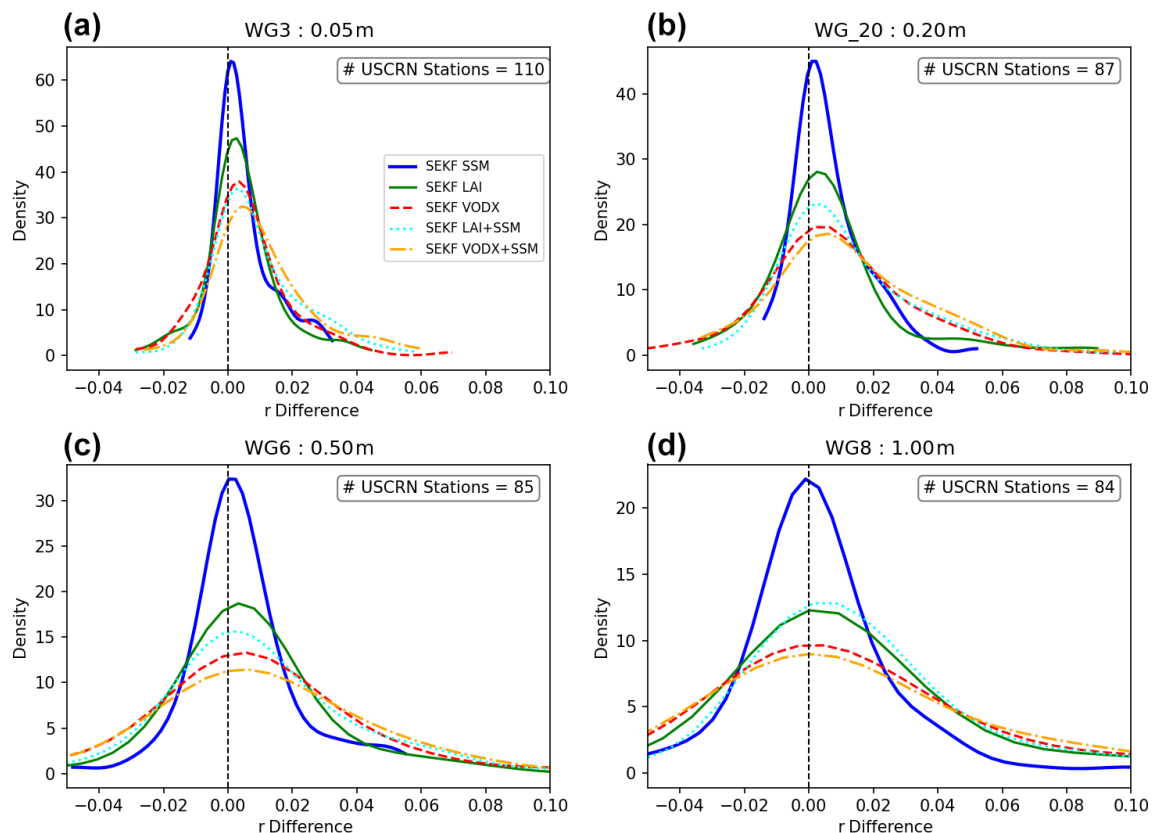 (a)
WG3 : 0.05m
# USCRN Stations = 110
Density
60
50
40
30
20
10
0
SEKF SSM
SEKF LAI
SEKF VODX
SEKF LAI+SSM
SEKF VODX+SSM
−0.04 −0.02 0.00 0.02 0.04 0.06 0.08 0.10
r Difference
(b)
WG_20 : 0.20m
# USCRN Stations = 87
Density
40
30
20
10
0
−0.04 −0.02 0.00 0.02 0.04 0.06 0.08 0.10
r Difference
(c)
WG6 : 0.50m
# USCRN Stations = 85
Density
30
25
20
15
10
5
0
−0.04 −0.02 0.00 0.02 0.04 0.06 0.08 0.10
r Difference
(d)
WG8 : 1.00m
# USCRN Stations = 84
Density
20
15
10
5
0
−0.04 −0.02 0.00 0.02 0.04 0.06 0.08 0.10
r Difference